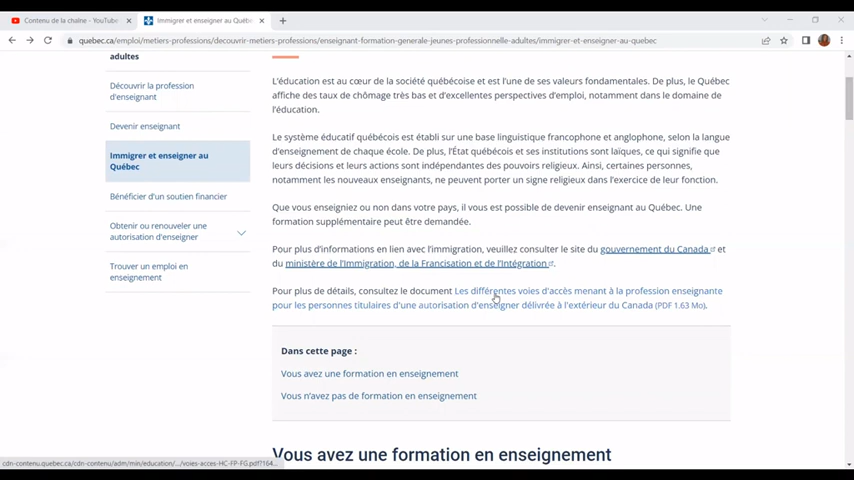 Contenu de la chaîne - YouTube
Immigrer et enseigner au Québe
quebec.ca/emploi/metiers-professions/decouvrir-metiers-professions/enseignant-formation-generale-jeunes-professionnelle-adultes/immigrer-et-enseigner-au-quebec
adultes
Découvrir la profession
d'enseignant
Devenir enseignant
Immigrer et enseigner au
Québec
Bénéficier d'un soutien financier
Obtenir ou renouveler une
autorisation d'enseigner
Trouver un emploi en
enseignement
L'éducation est au cœur de la société québécoise et est l'une de ses valeurs fondamentales. De plus, le Québec
affiche des taux de chômage très bas et d'excellentes perspectives d'emploi, notamment dans le domaine de
l'éducation.
Le système éducatif québécois est établi sur une base linguistique francophone et anglophone, selon la langue
d'enseignement de chaque école. De plus, l'État québécois et ses institutions sont laïques, ce qui signifie que
leurs décisions et leurs actions sont indépendantes des pouvoirs religieux. Ainsi, certaines personnes,
notamment les nouveaux enseignants, ne peuvent porter un signe religieux dans l'exercice de leur fonction.
Que vous enseigniez ou non dans votre pays, il vous est possible de devenir enseignant au Québec. Une
formation supplémentaire peut être demandée.
Pour plus d'informations en lien avec l'immigration, veuillez consulter le site du gouvernement du Canada et
du ministère de l'Immigration, de la Francisation et de l'Intégration.
Pour plus de détails, consultez le document Les différentes voies d'accès menant à la profession enseignante
pour les personnes titulaires d'une autorisation d'enseigner délivrée à l'extérieur du Canada (PDF 1.63 Mo).
Dans cette page :
Vous avez une formation en enseignement
Vous n'avez pas de formation en enseignement
Vous avez une formation en enseignement
cdn-contenu.quebec.ca/cdn-contenu/adm/min/education/.../voies-acces-HC-FP-FG.pdf?164...